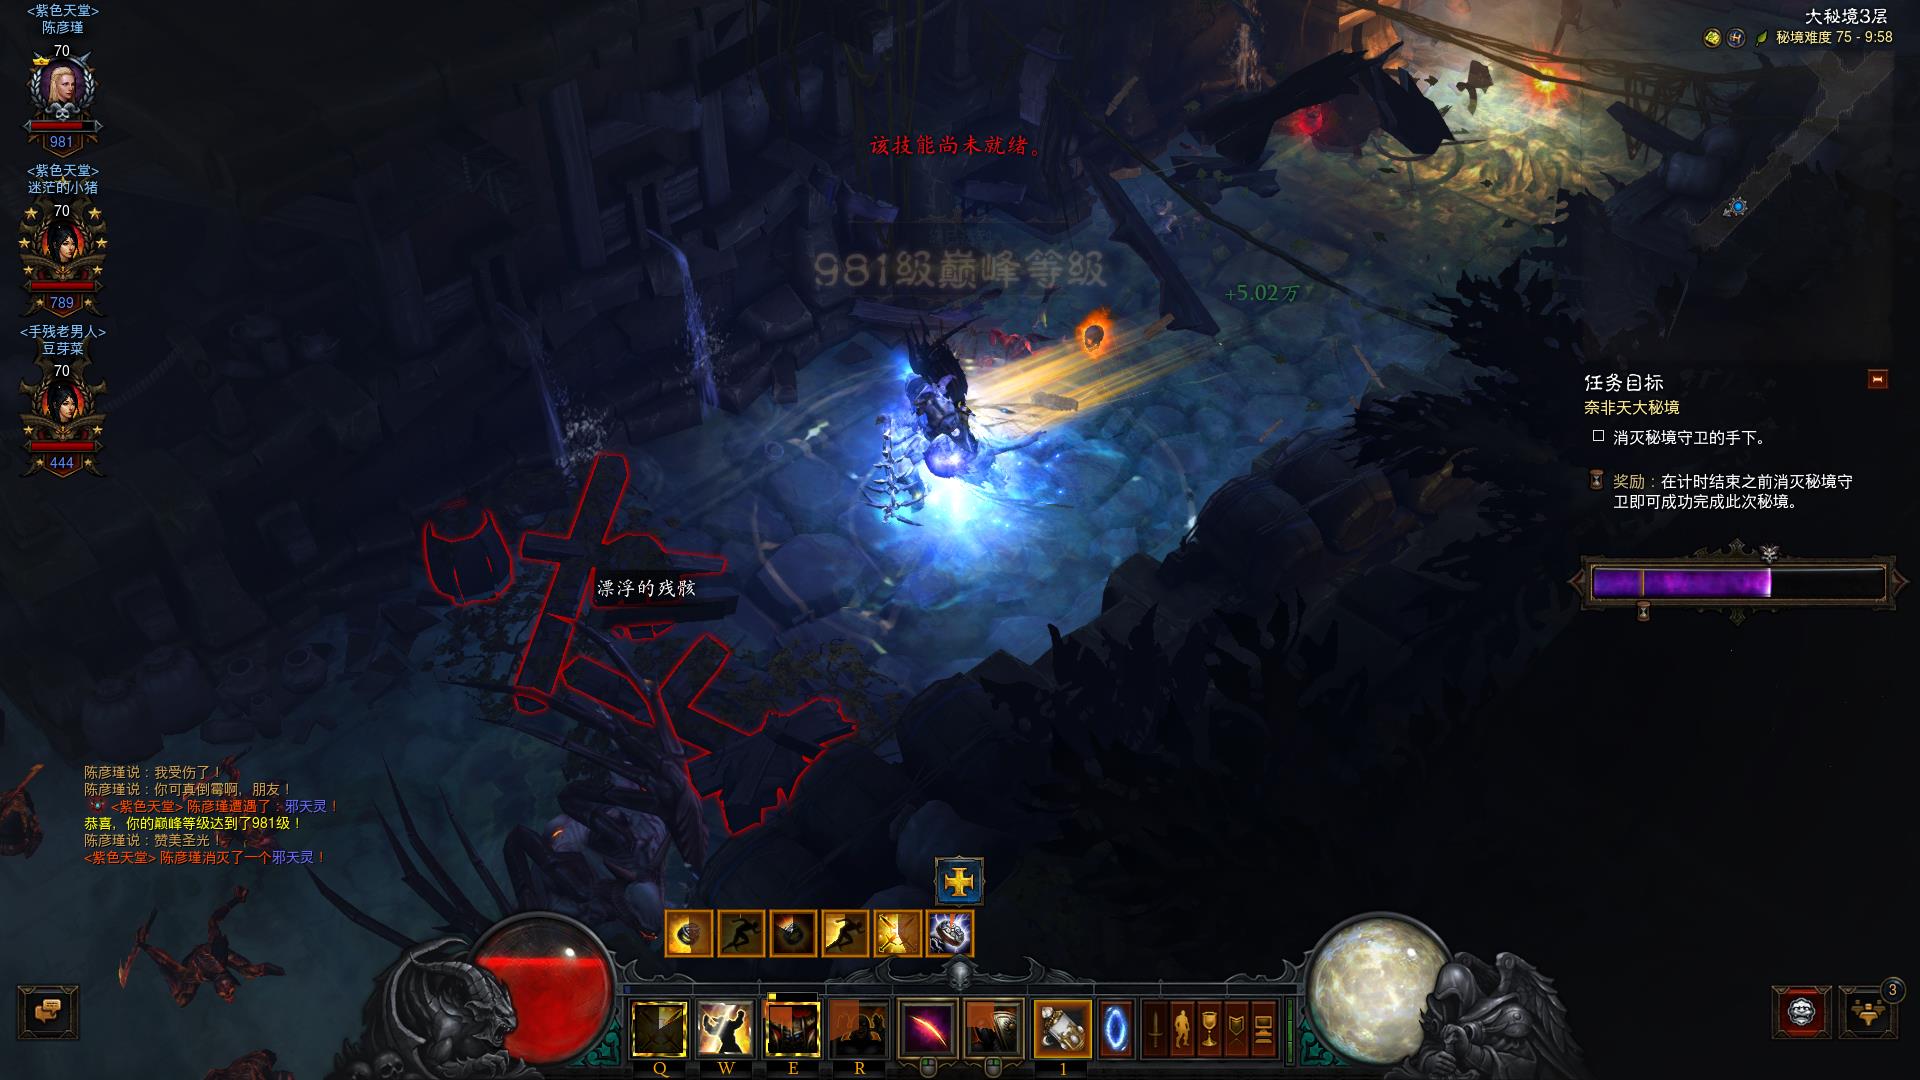 <紫色天堂>
陈彦瑾
70
981
<紫色天堂>
迷茫的小猪
70
789
<手残老男人>
豆芽菜
70
444
大秘境3层
秘境难度 75 - 9:58
该技能尚未就绪。
981级巅峰等级
+5.02万
任务目标
奈非天大秘境
消灭秘境守卫的手下。
奖励：在计时结束之前消灭秘境守
卫即可成功完成此次秘境。
漂浮的残骸
陈彦瑾说：我受伤了！
陈彦瑾说：你可真倒霉啊，朋友！
<紫色天堂> 陈彦瑾遭遇了：邪天灵！
恭喜，你的巅峰等级达到了981级！
陈彦瑾说：赞美圣光！
<紫色天堂> 陈彦瑾消灭了一个邪天灵！
Q
W
E
R
1
3